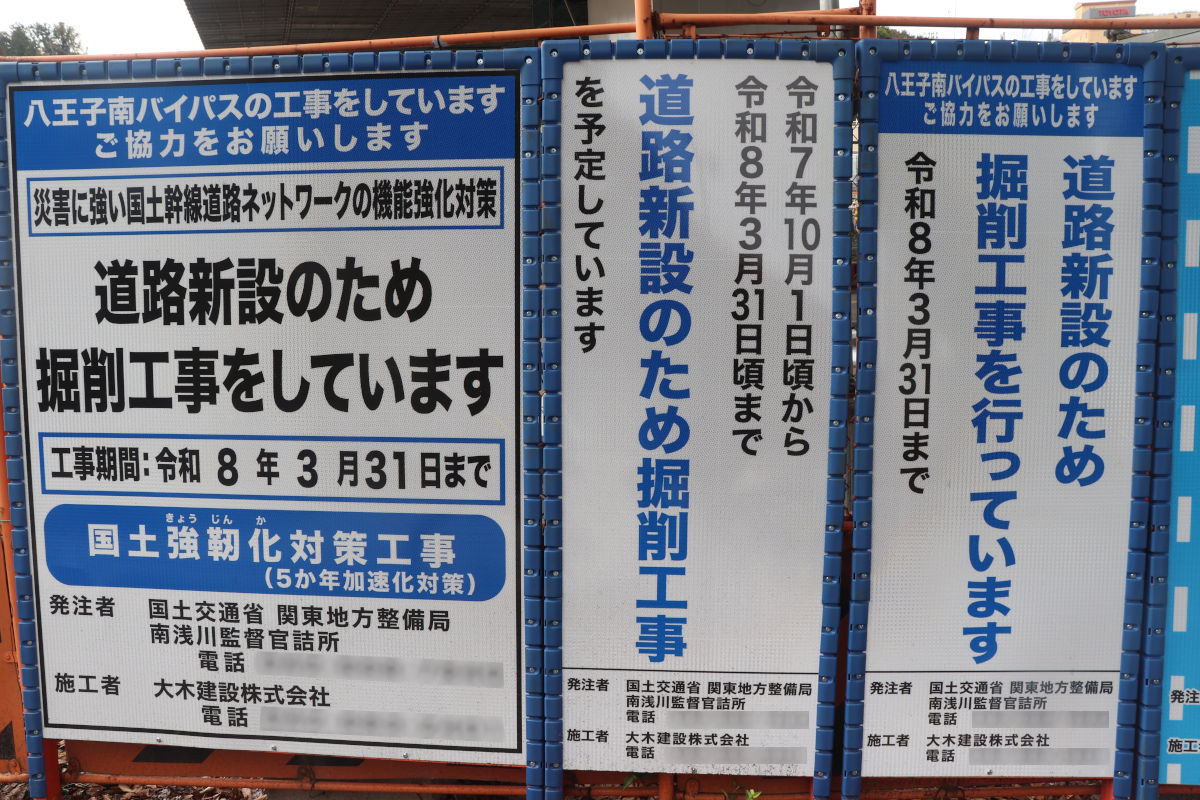 八王子南バイパスの工事をしています
ご協力をお願いします
災害に強い国土幹線道路ネットワークの機能強化対策
道路新設のため
掘削工事をしています
工事期間:令和 8 年 3 月31日まで
きょう じん か
国土強靭化対策工事
(5か年加速化対策)
発注者 国土交通省 関東地方整備局
南浅川監督官詰所
電話
施工者 大木建設株式会社
電話
令和7年10月1日頃から
令和8年3月31日頃まで
道路新設のため掘削工事
を予定しています
発注者 国土交通省 関東地方整備局
南浅川監督官詰所
電話
施工者 大木建設株式会社
電話
八王子南バイパスの工事をしています
ご協力をお願いします
道路新設のため
掘削工事を行っています
令和8年3月31日まで
発注者 国土交通省 関東地方整備局
南浅川監督官詰所
電話
施工者 大木建設株式会社
電話
発注
施工